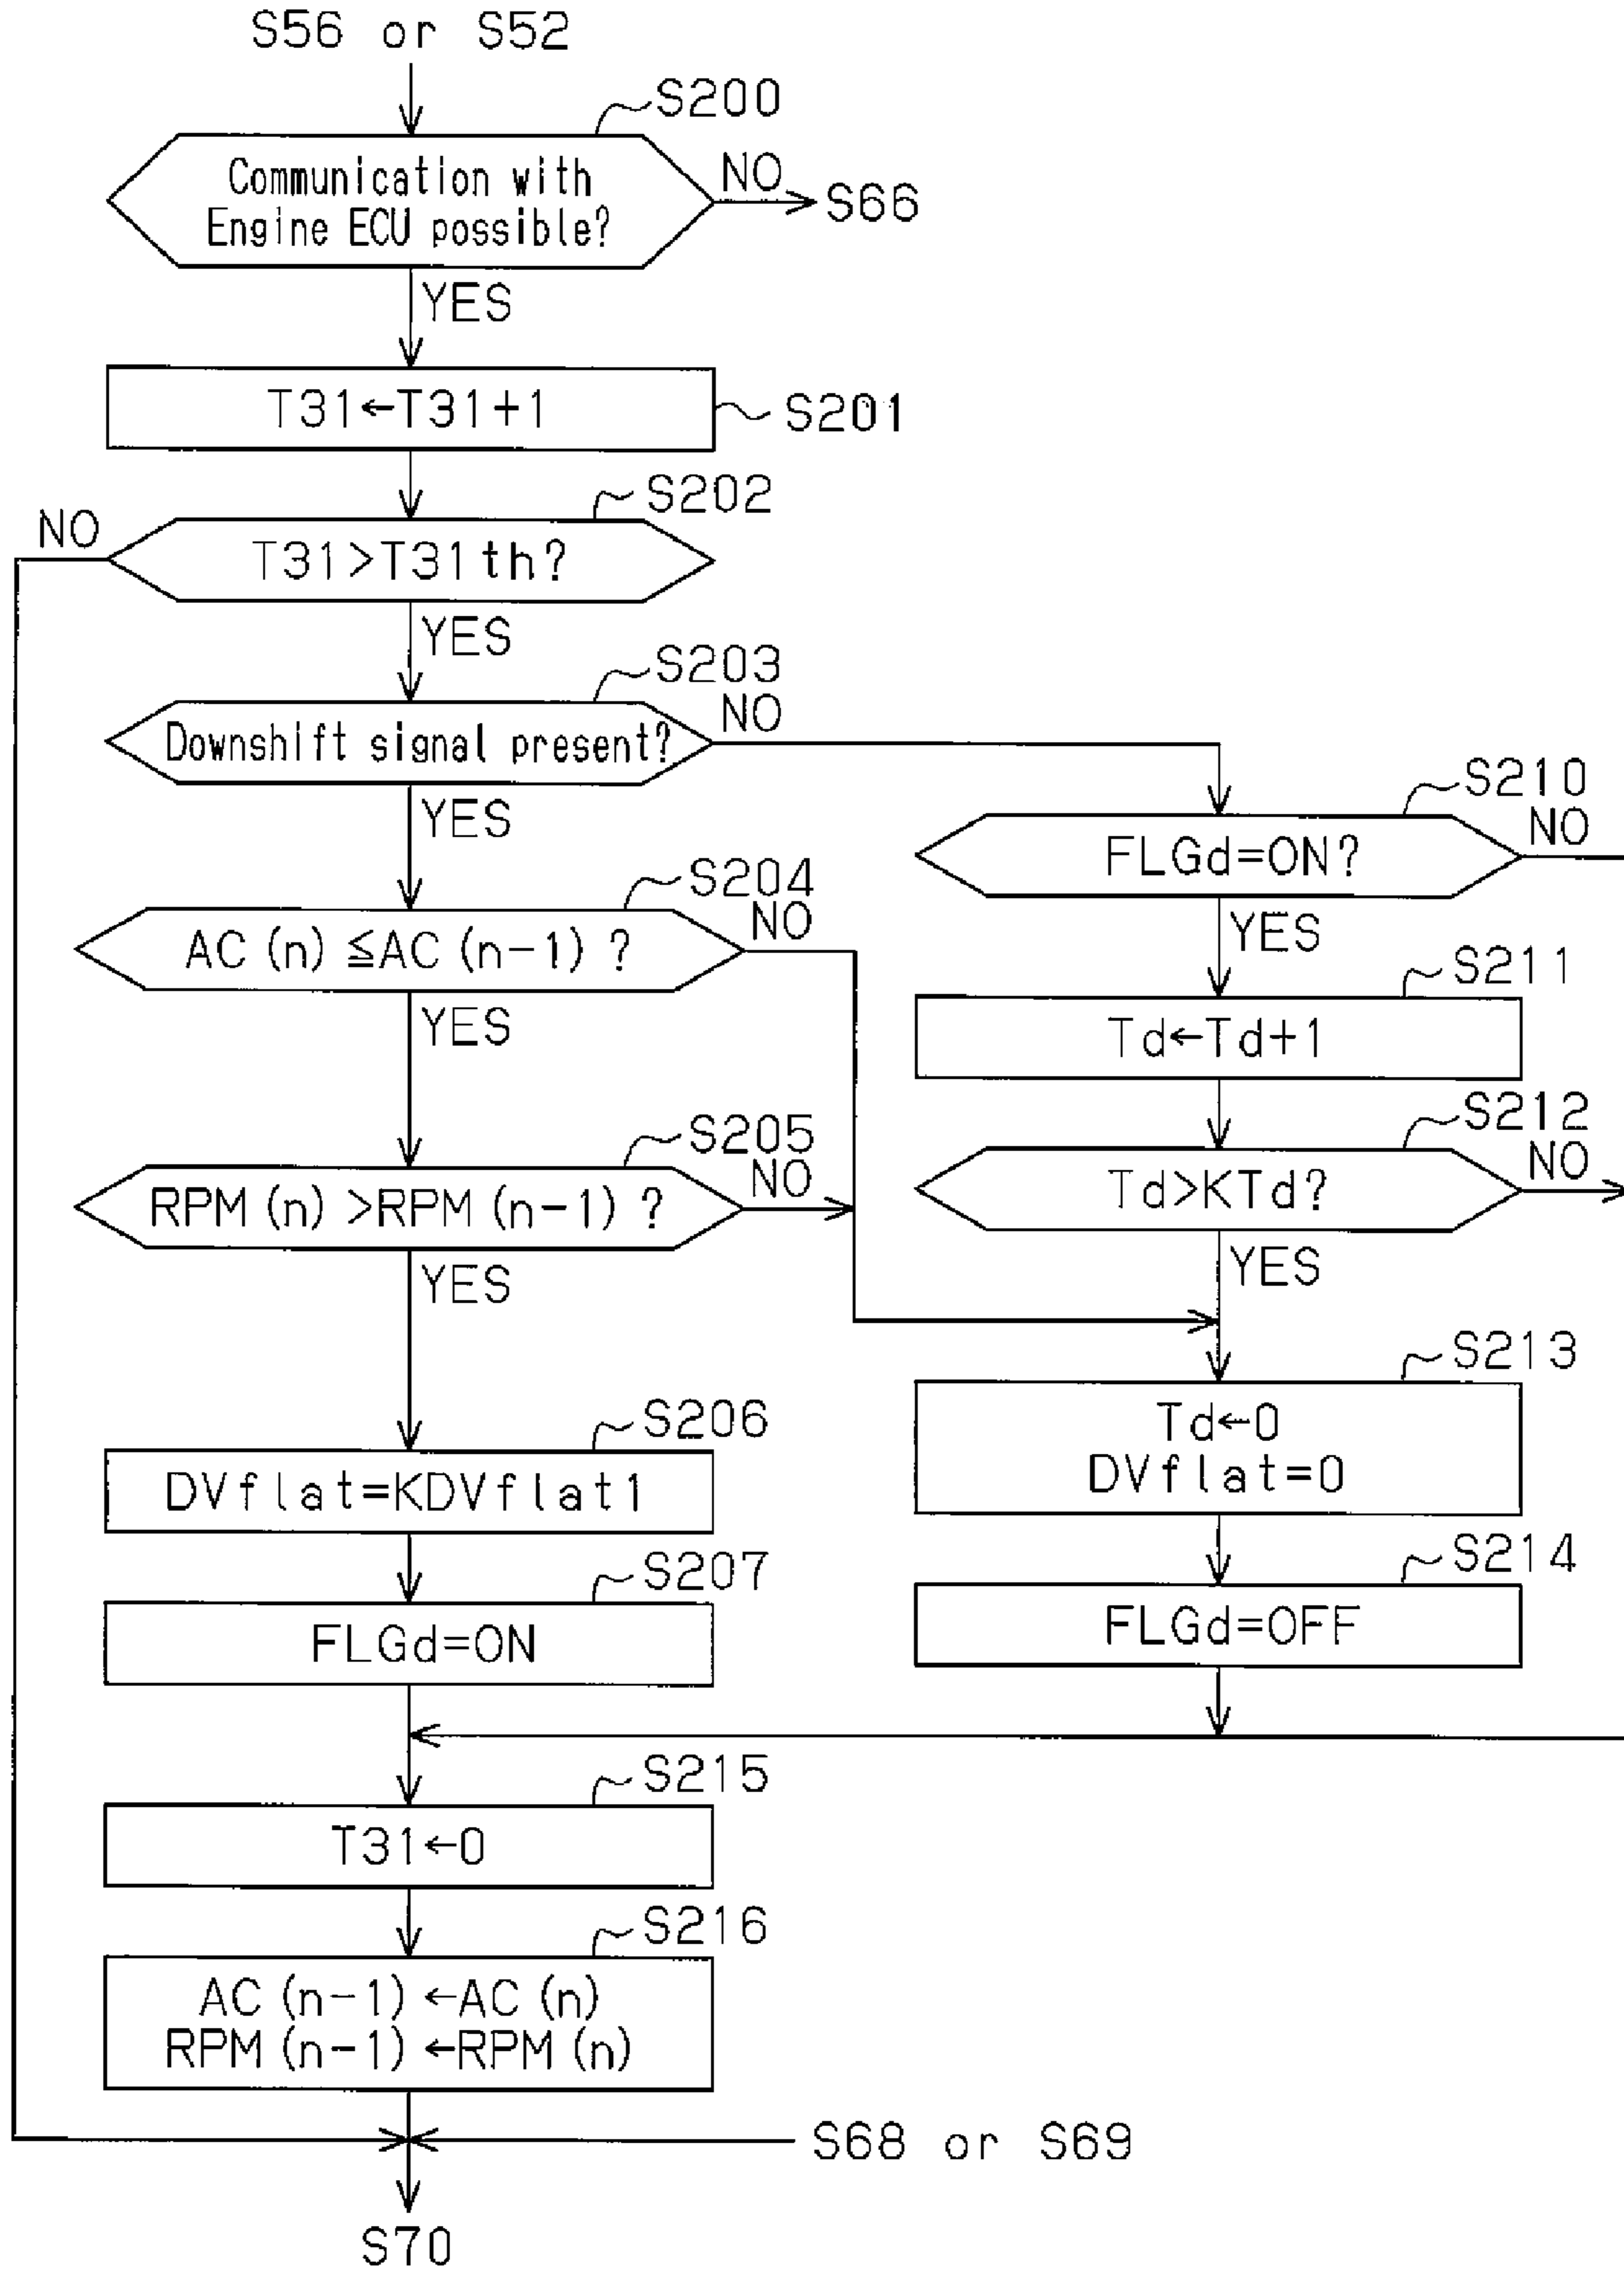 S56 or S52
S200
Communication with
Engine ECU possible?
NO
S66
YES
T31←T31+1
S201
S202
NO
T31>T31th?
YES
S203
NO
Downshift signal present?
YES
S210
NO
FLGd=ON?
YES
S204
NO
AC (n) ≦AC (n-1) ?
YES
S211
Td←Td+1
S212
NO
Td>KTd?
YES
S205
NO
RPM (n) >RPM (n-1) ?
YES
S213
Td←0
DVflat=0
S206
DVflat=KDVflat1
S214
FLGd=OFF
S207
FLGd=ON
S215
T31←0
S216
AC (n-1) ←AC (n)
RPM (n-1) ←RPM (n)
S68 or S69
S70